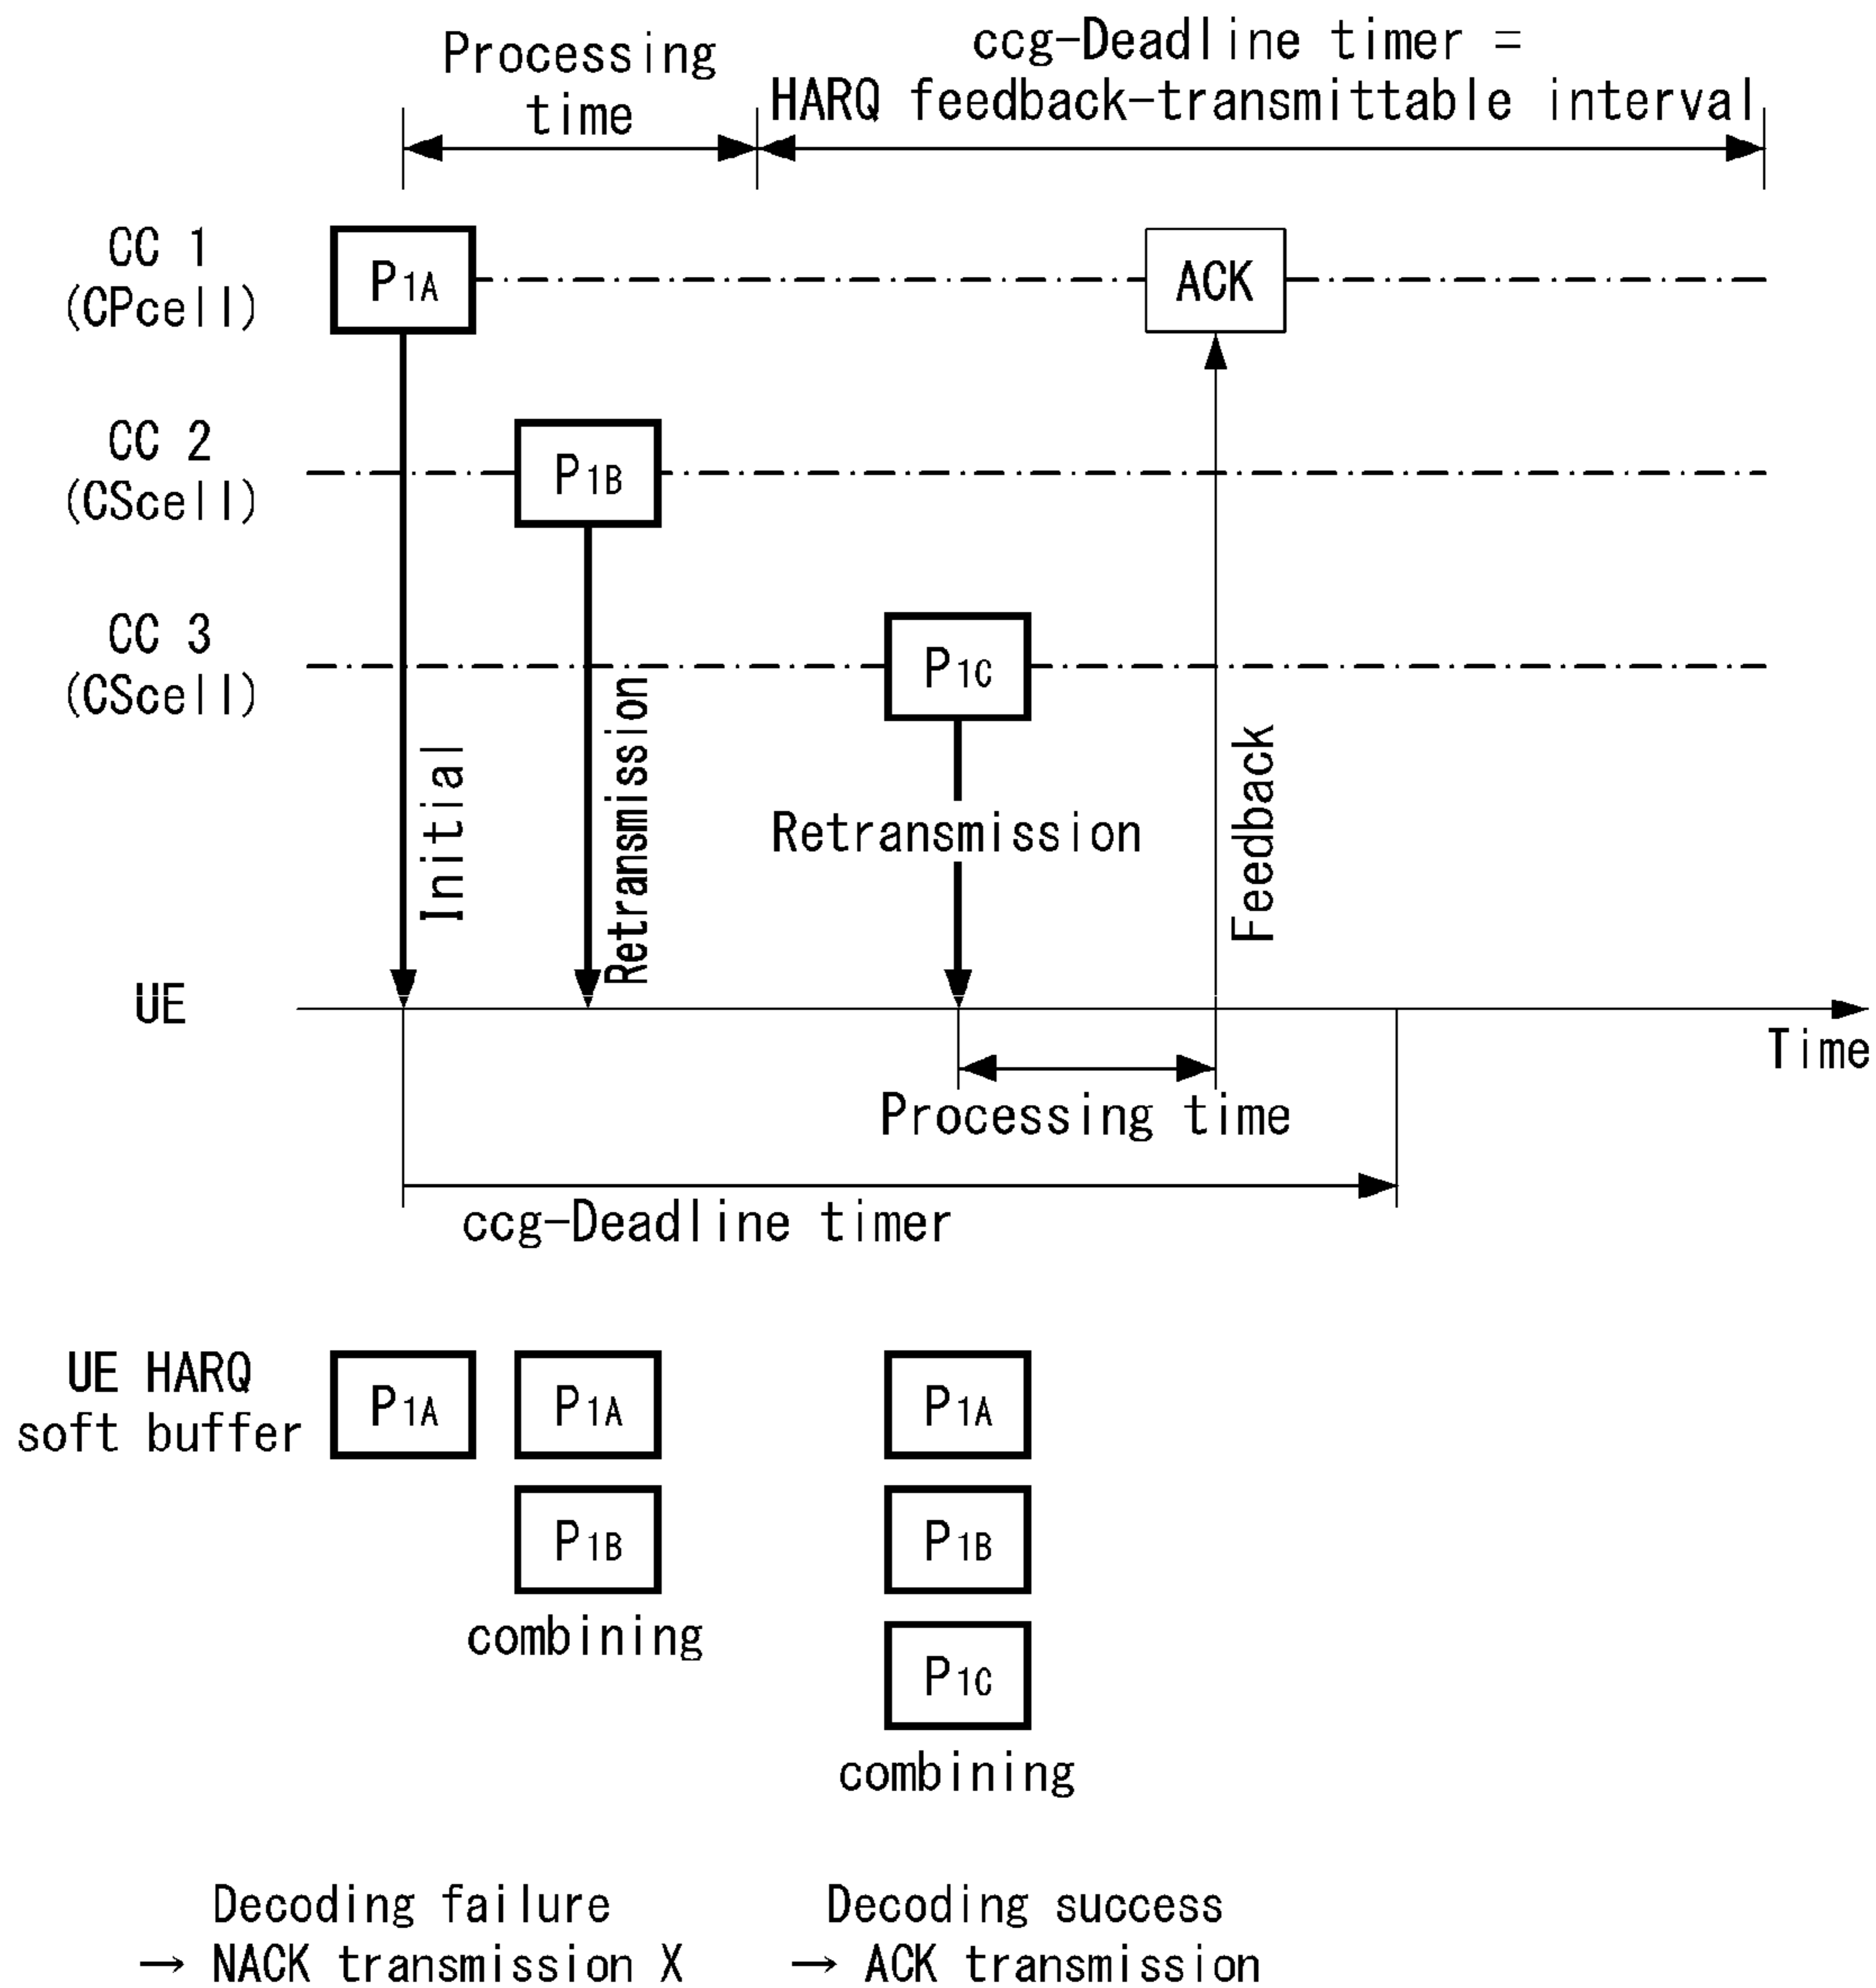 Processing
time
ccg-Deadline timer =
HARQ feedback-transmittable interval
CC 1
(CPcell)
P1A
ACK
CC 2
(CScell)
P1B
CC 3
(CScell)
P1C
Initial
Retransmission
Retransmission
Feedback
UE
Time
Processing time
ccg-Deadline timer
UE HARQ
soft buffer
P1A
P1A
P1A
P1B
P1B
combining
P1C
combining
Decoding failure
→ NACK transmission X
Decoding success
→ ACK transmission